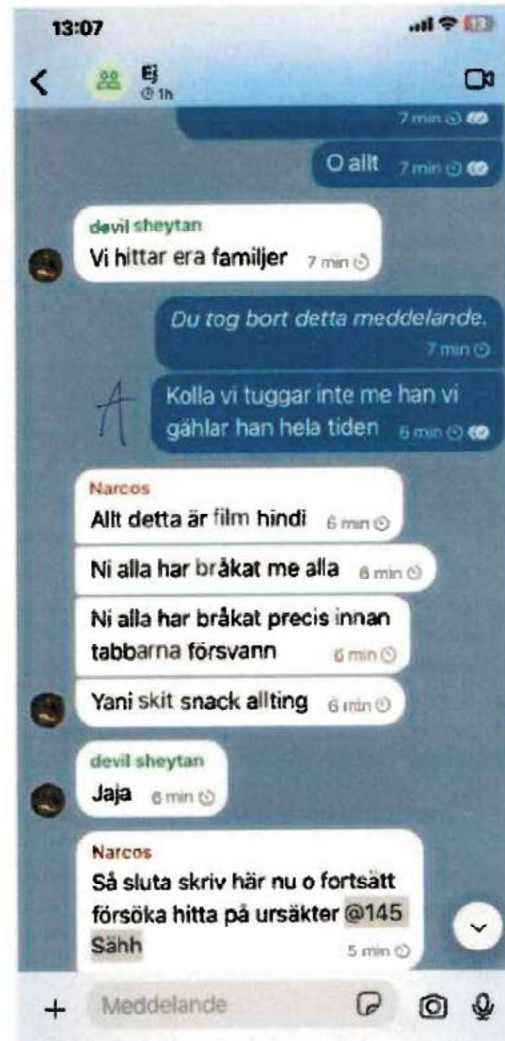 13:07
13
Ej
1h
7 min
O allt 7 min
devil sheytan
Vi hittar era familjer 7 min
Du tog bort detta meddelande.
7 min
A
Kolla vi tuggar inte me han vi
gählar han hela tiden 6 min
Narcos
Allt detta är film hindi 6 min
Ni alla har bråkat me alla 6 min
Ni alla har bråkat precis innan
tabbarna försvann 6 min
Yani skit snack allting 6 min
devil sheytan
Jaja 6 min
Narcos
Så sluta skriv här nu o fortsätt
försöka hitta på ursäkter @145
Sähh 5 min
Meddelande